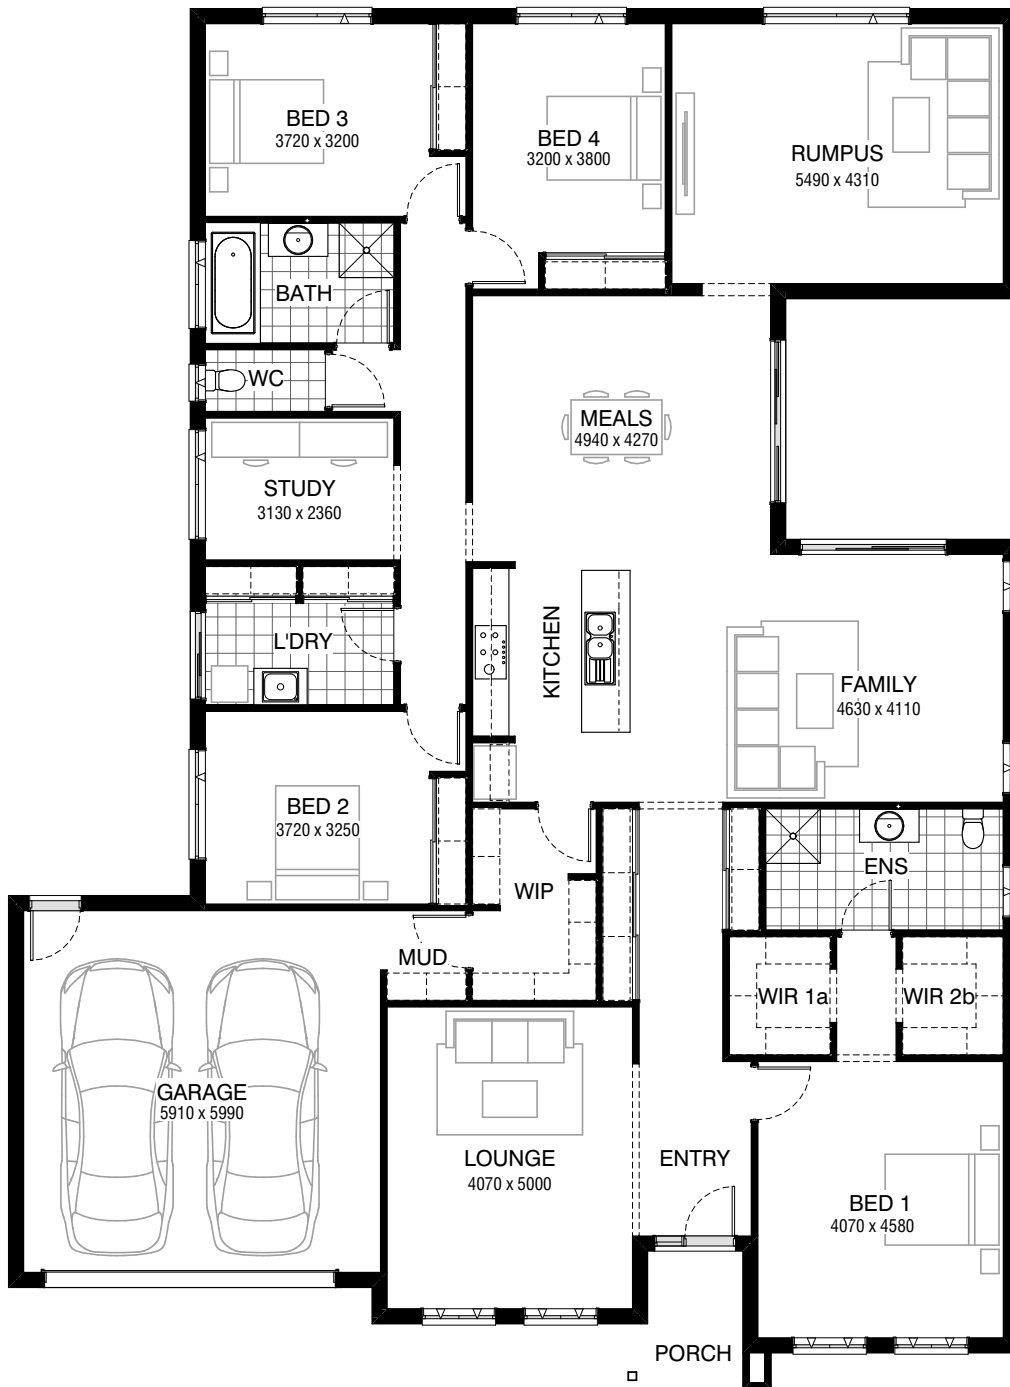 BED 3
3720 x 3200
BED 4
3200 x 3800
RUMPUS
5490 x 4310
BATH
WC
MEALS
4940 x 4270
STUDY
3130 x 2360
L'DRY
KITCHEN
FAMILY
4630 x 4110
BED 2
3720 x 3250
WIP
ENS
MUD
WIR 1a
WIR 2b
GARAGE
5910 x 5990
LOUNGE
4070 x 5000
ENTRY
BED 1
4070 x 4580
PORCH